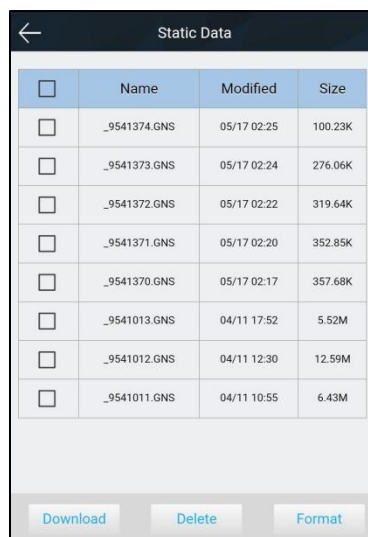 Static Data
Name Modified Size
_9541374.GNS 05/17 02:25 100.23K
_9541373.GNS 05/17 02:24 276.06K
_9541372.GNS 05/17 02:22 319.64K
_9541371.GNS 05/17 02:20 352.85K
_9541370.GNS 05/17 02:17 357.68K
_9541013.GNS 04/11 17:52 5.52M
_9541012.GNS 04/11 12:30 12.59M
_9541011.GNS 04/11 10:55 6.43M
Download Delete Format